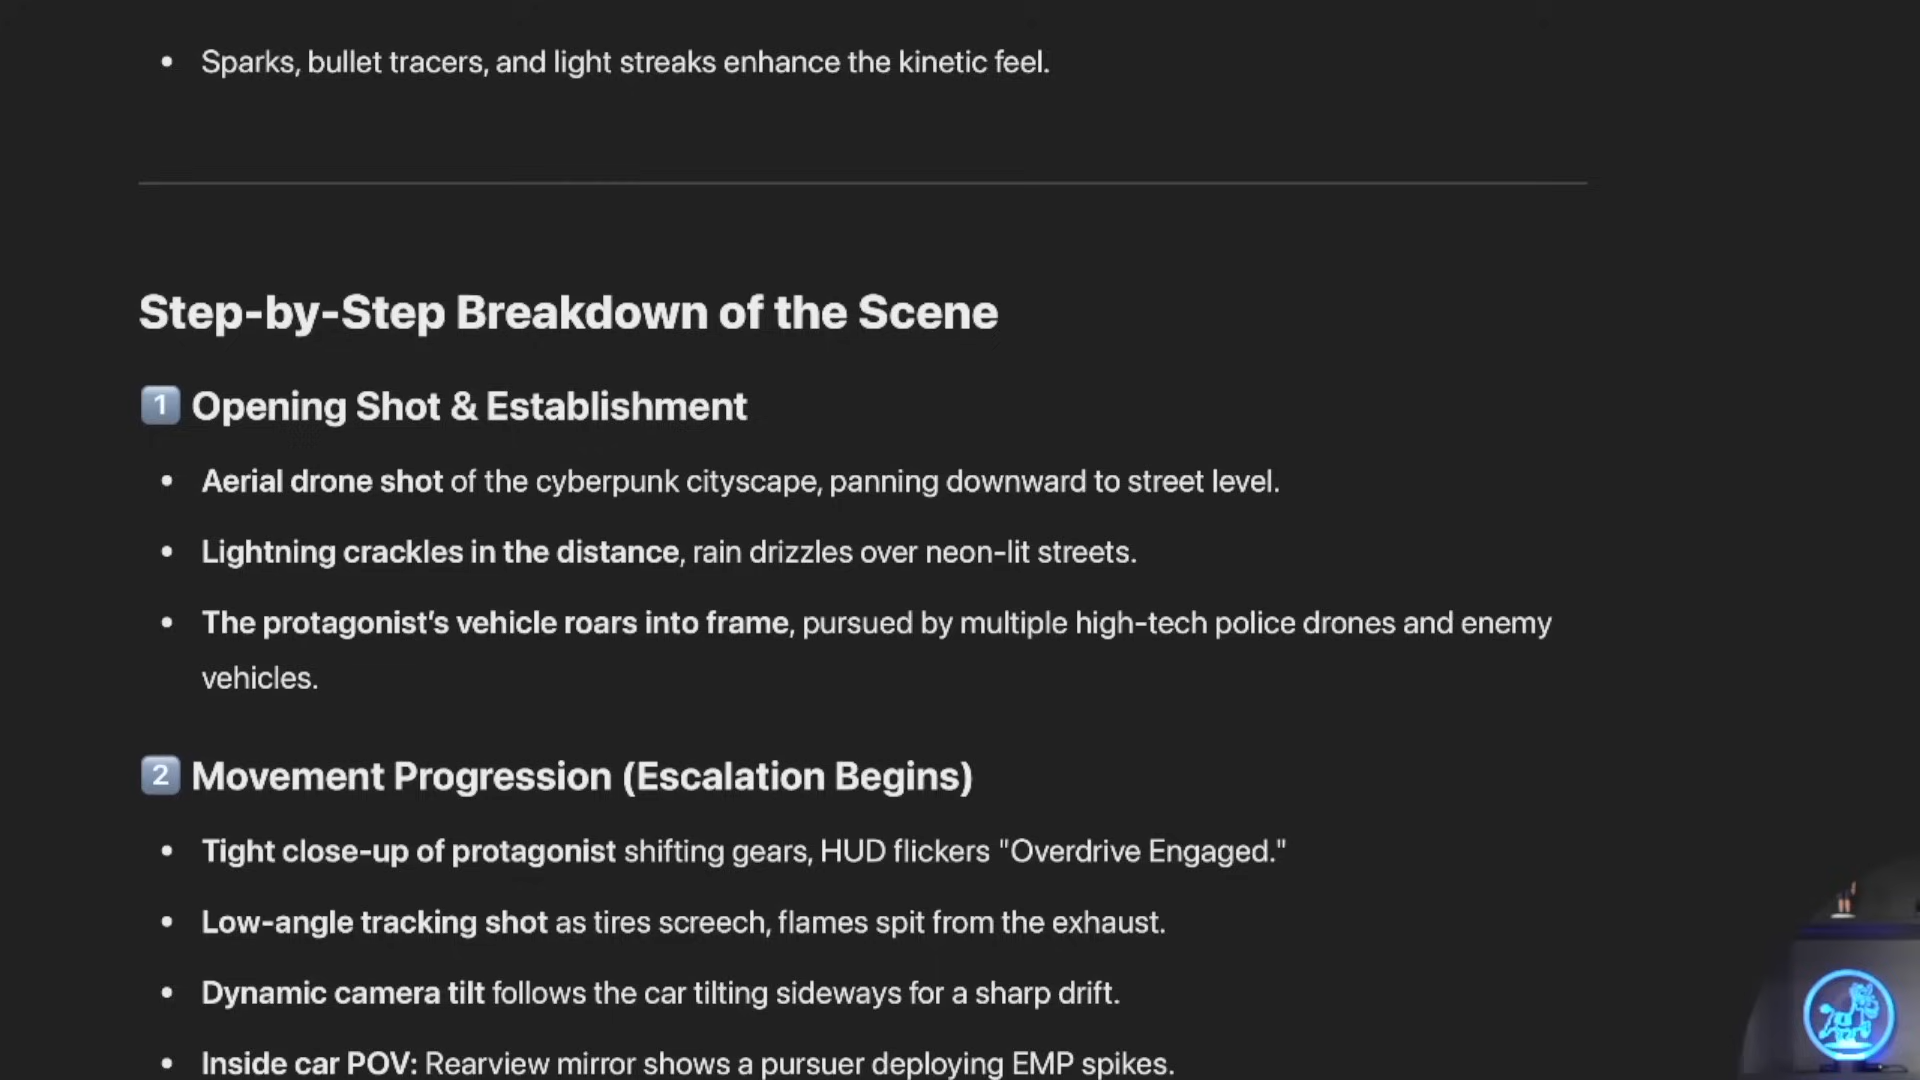 • Sparks, bullet tracers, and light streaks enhance the kinetic feel.
Step-by-Step Breakdown of the Scene
1 Opening Shot & Establishment
• Aerial drone shot of the cyberpunk cityscape, panning downward to street level.
• Lightning crackles in the distance, rain drizzles over neon-lit streets.
• The protagonist’s vehicle roars into frame, pursued by multiple high-tech police drones and enemy
vehicles.
2 Movement Progression (Escalation Begins)
• Tight close-up of protagonist shifting gears, HUD flickers "Overdrive Engaged."
• Low-angle tracking shot as tires screech, flames spit from the exhaust.
• Dynamic camera tilt follows the car tilting sideways for a sharp drift.
• Inside car POV: Rearview mirror shows a pursuer deploying EMP spikes.